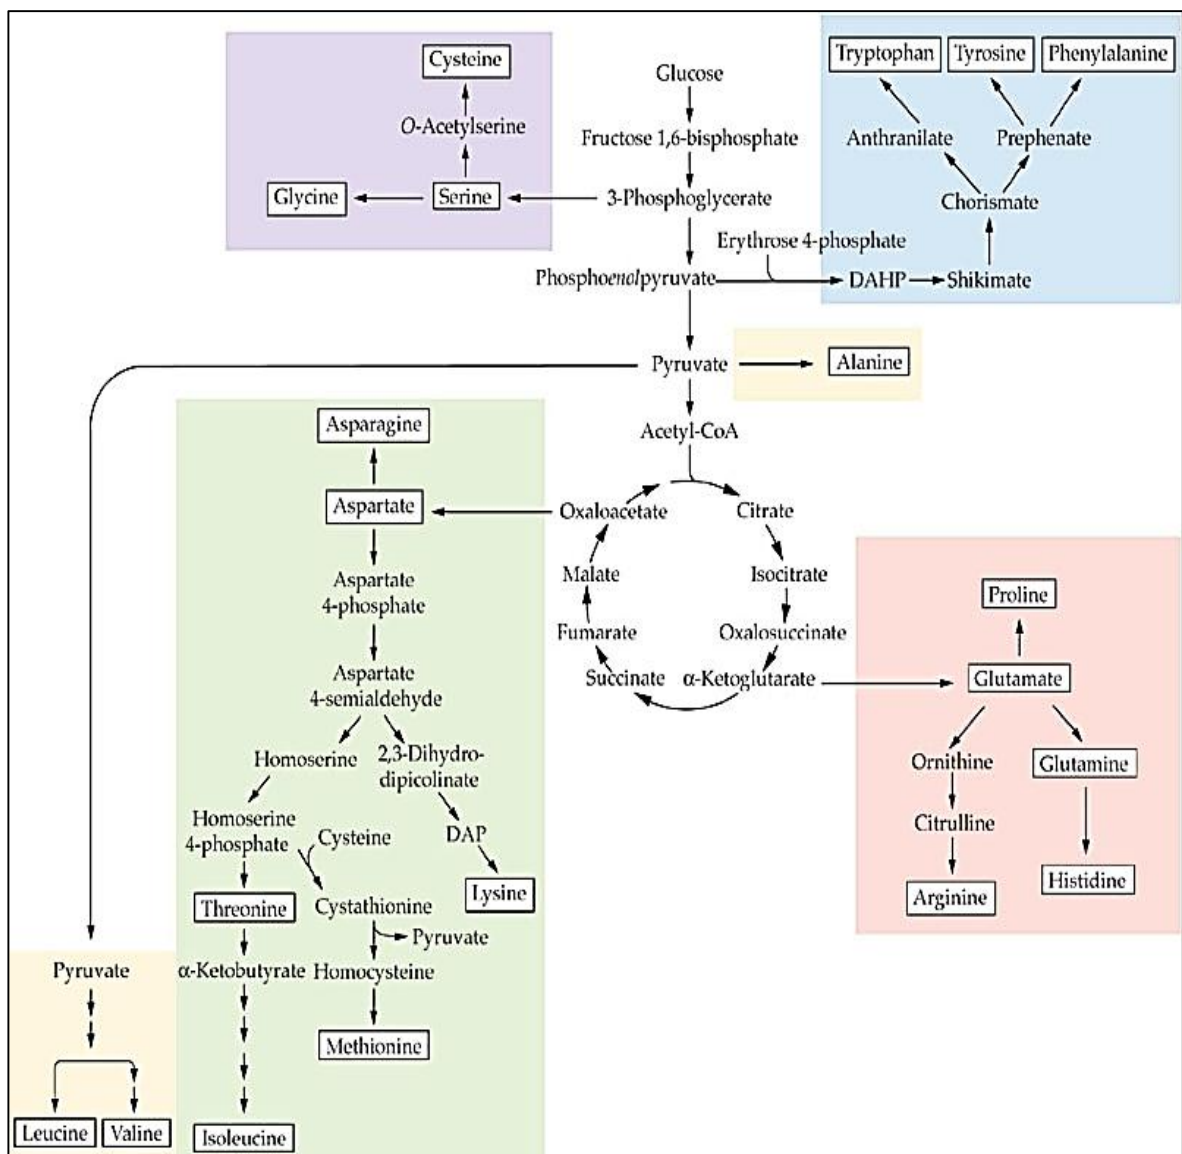 Cysteine
O-Acetylserine
Glycine
Serine
Glucose
Fructose 1,6-bisphosphate
3-Phosphoglycerate
Phosphoenolpyruvate
Erythrose 4-phosphate
Tryptophan
Tyrosine
Phenylalanine
Anthranilate
Prephenate
Chorismate
DAHP
Shikimate
Pyruvate
Alanine
Acetyl-CoA
Oxaloacetate
Citrate
Malate
Isocitrate
Fumarate
Oxalosuccinate
Succinate
α-Ketoglutarate
Asparagine
Aspartate
Aspartate
4-phosphate
Aspartate
4-semialdehyde
Homoserine
2,3-Dihydro-
dipicolinate
Homoserine
4-phosphate
Cysteine
DAP
Lysine
Threonine
Cystathionine
Pyruvate
α-Ketobutyrate
Homocysteine
Methionine
Isoleucine
Pyruvate
Leucine
Valine
Proline
Glutamate
Ornithine
Glutamine
Citrulline
Arginine
Histidine